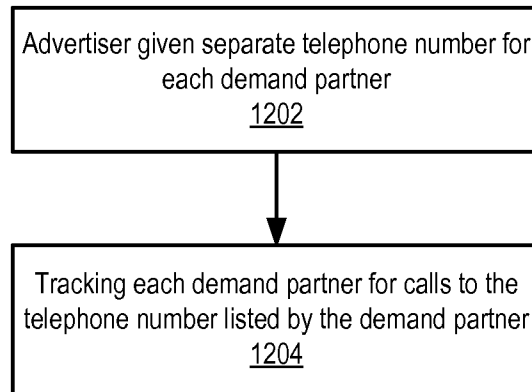 Advertiser given separate telephone number for
each demand partner
1202
Tracking each demand partner for calls to the
telephone number listed by the demand partner
1204